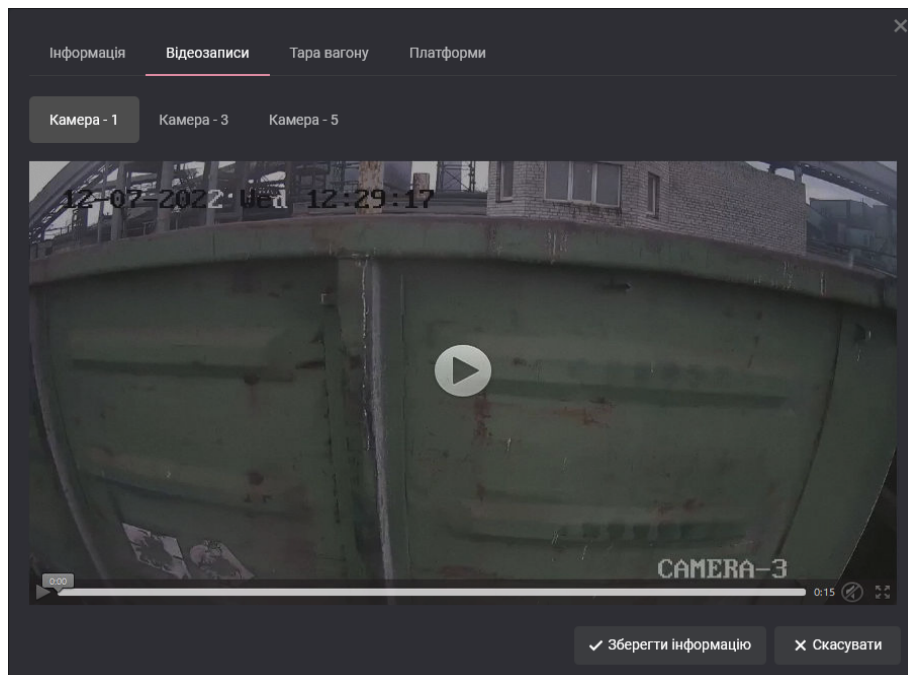 Інформація Відеозаписи Тара вагону Платформи
Камера - 1 Камера - 3 Камера - 5
12-07-2022 Wed 12:29:17
CAMERA-3
0:00
0:15
Зберегти інформацію Скасувати